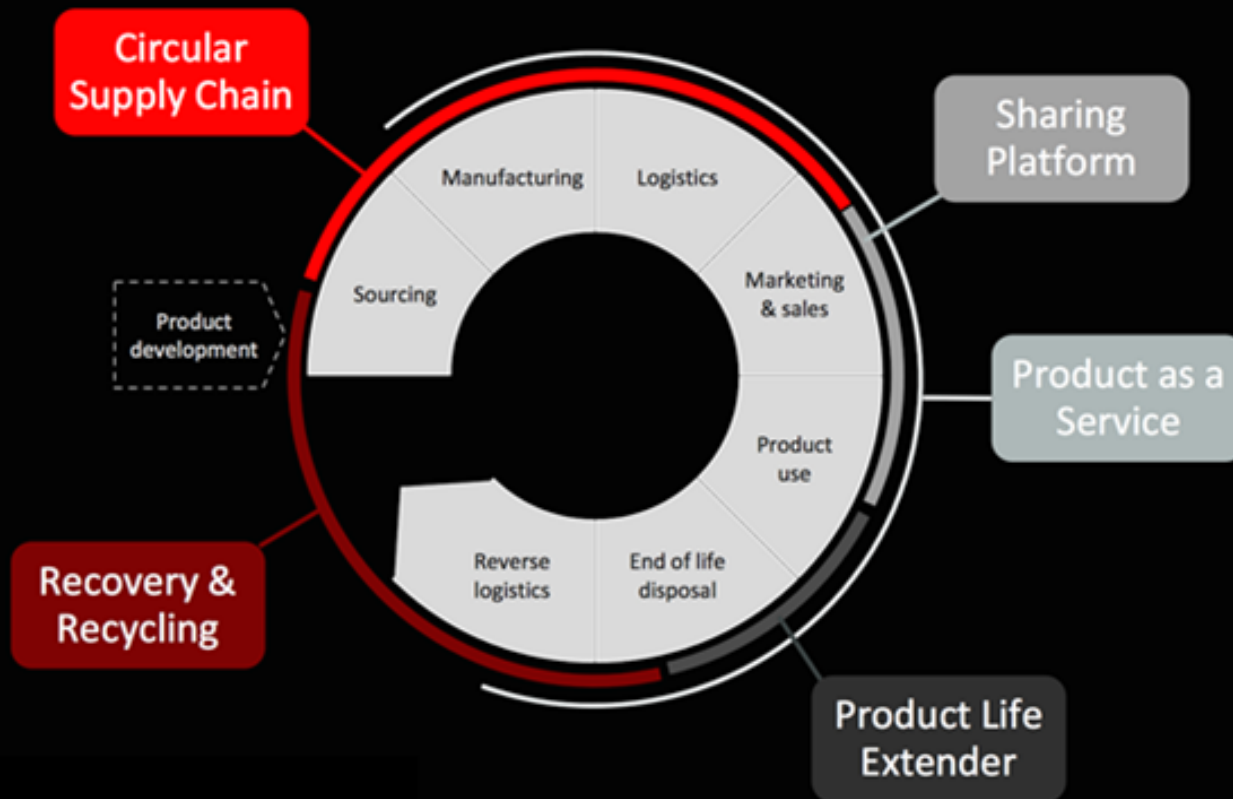 Circular
Supply Chain
Sharing
Platform
Manufacturing
Logistics
Sourcing
Marketing
& sales
Product
development
Product as a
Service
Product
use
Reverse
logistics
End of life
disposal
Recovery &
Recycling
Product Life
Extender